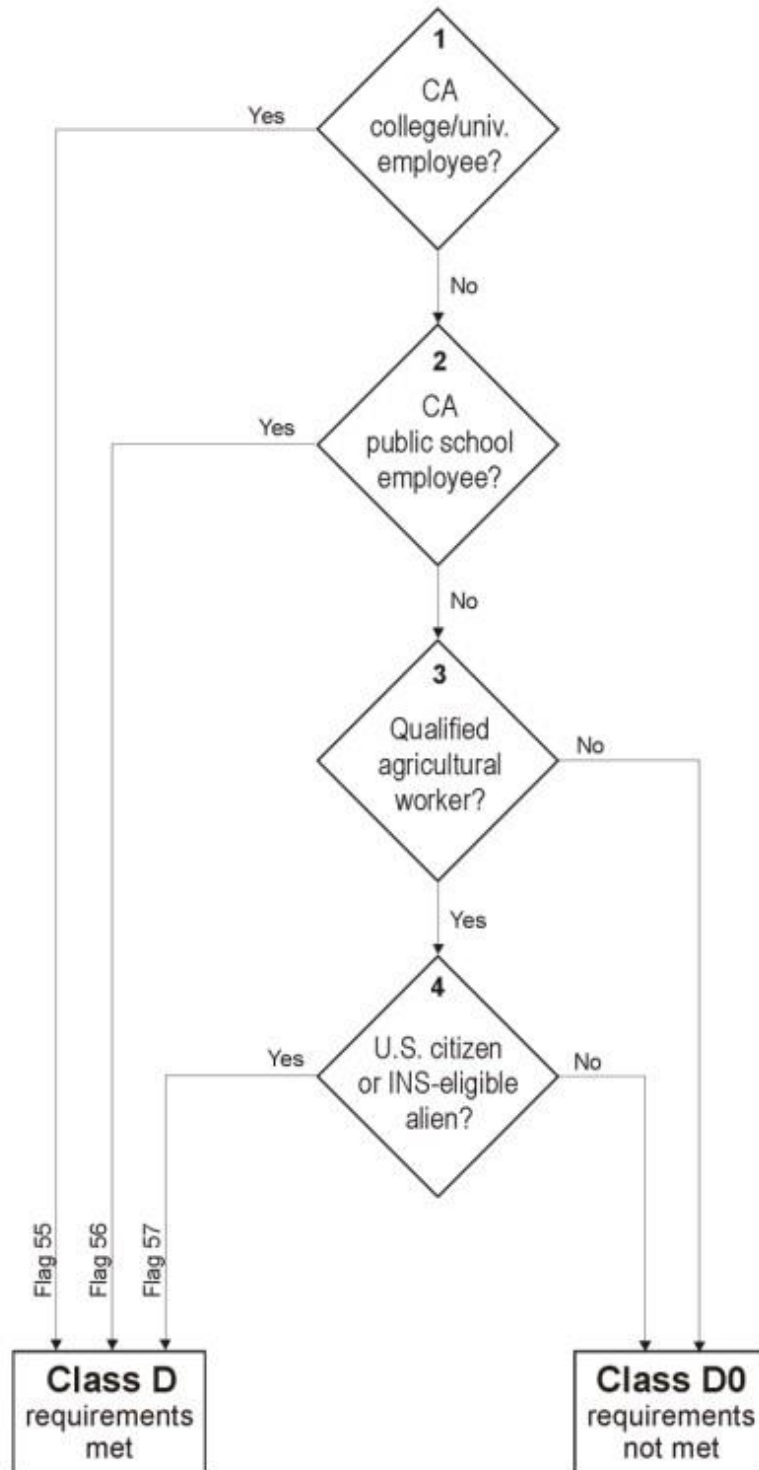 1
CA
college/univ.
employee?
Yes
No
2
CA
public school
employee?
Yes
No
3
Qualified
agricultural
worker?
No
Yes
4
U.S. citizen
or INS-eligible
alien?
Yes
No
Flag 55
Flag 56
Flag 57
Class D
requirements
met
Class D0
requirements
not met